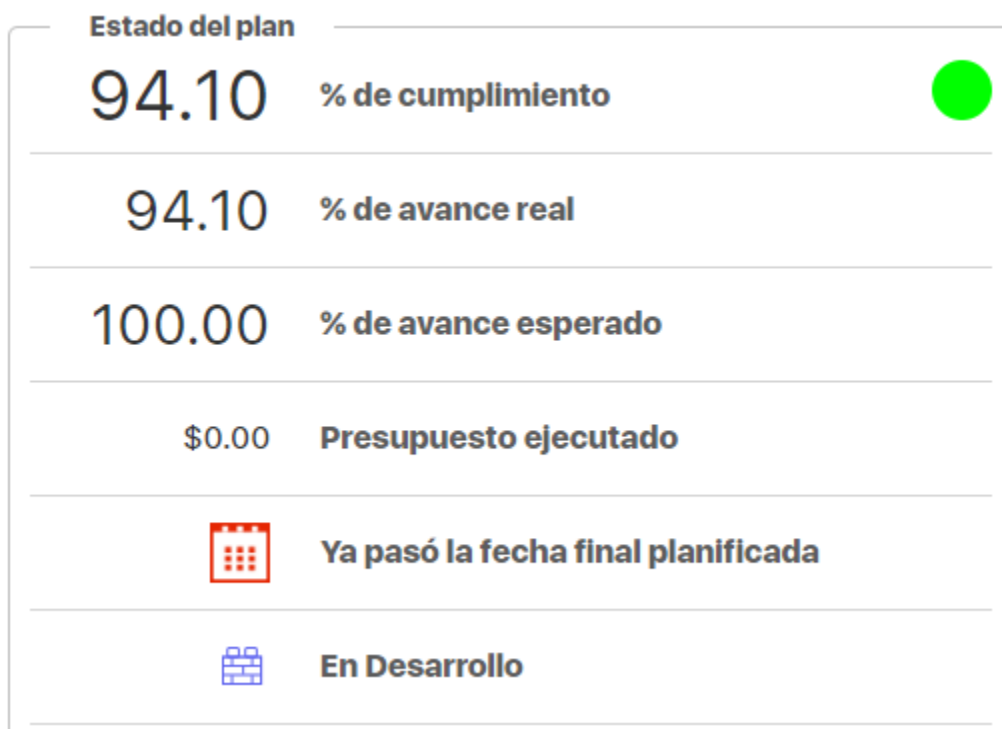 Estado del plan
94.10 % de cumplimiento
94.10 % de avance real
100.00 % de avance esperado
$0.00 Presupuesto ejecutado
Ya pasó la fecha final planificada
En Desarrollo